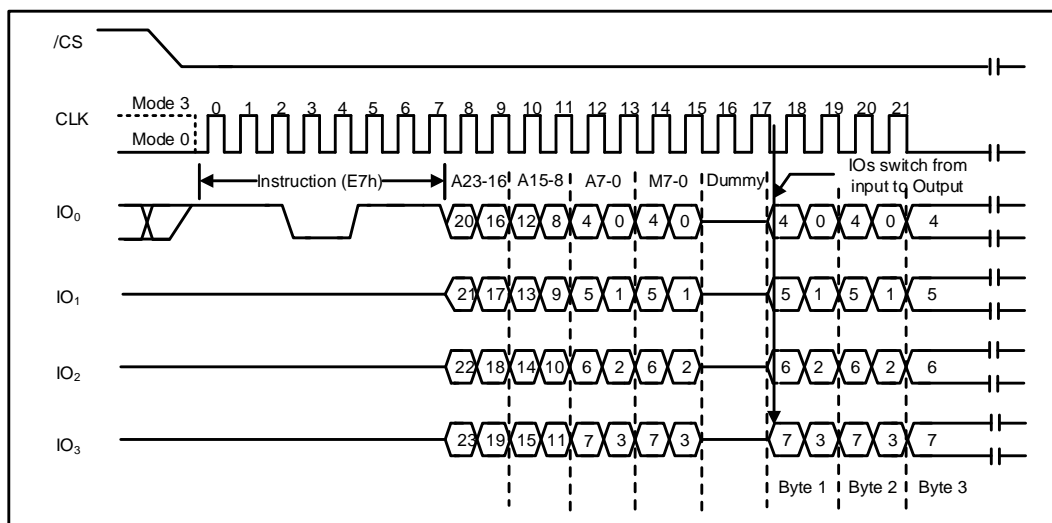 /CS
Mode 3
0 1 2 3 4 5 6 7 8 9 10 11 12 13 14 15 16 17 18 19 20 21
CLK
Mode 0
IOs switch from
input to Output
Instruction (E7h) A23-16 A15-8 A7-0 M7-0 Dummy
IO₀ 20 16 12 8 4 0 4 0 4 0 4 0 4
IO₁ 21 17 13 9 5 1 5 1 5 1 5 1 5
IO₂ 22 18 14 10 6 2 6 2 6 2 6 2 6
IO₃ 23 19 15 11 7 3 7 3 7 3 7 3 7
Byte 1 Byte 2 Byte 3